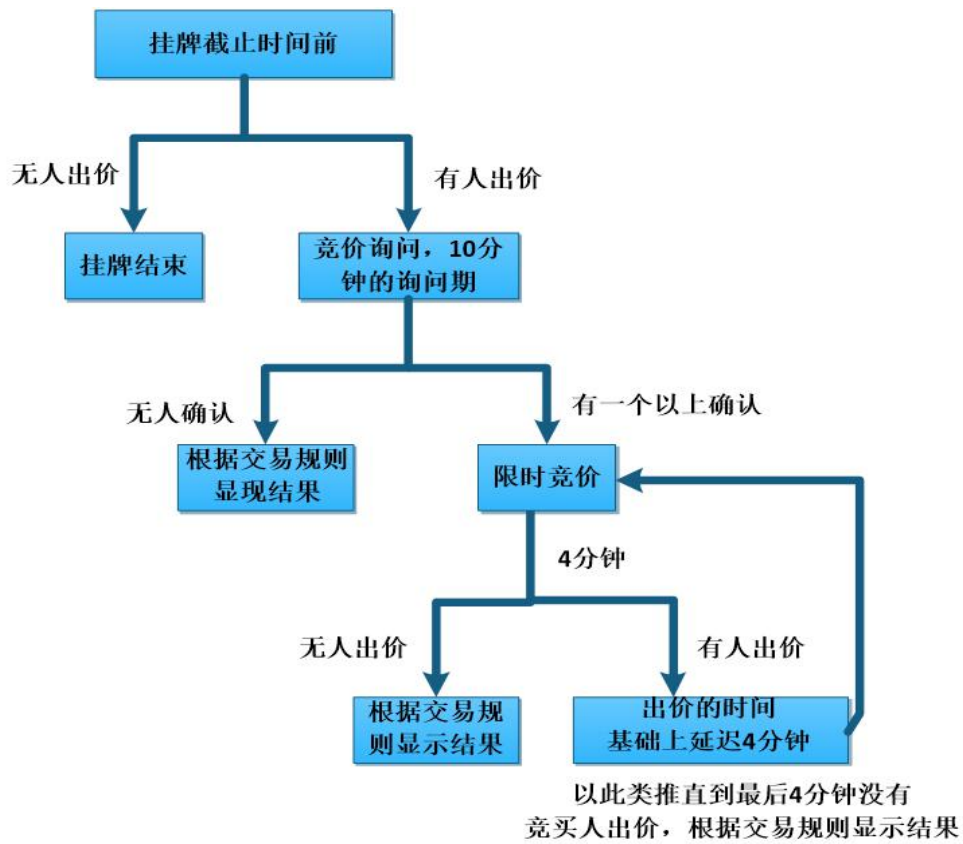 挂牌截止时间前
无人出价
有人出价
挂牌结束
竞价询问，10分
钟的询问期
无人确认
有一个以上确认
根据交易规则
显现结果
限时竞价
4分钟
无人出价
有人出价
根据交易规
则显示结果
出价的时间
基础上延迟4分钟
以此类推直到最后4分钟没有
竞买人出价，根据交易规则显示结果